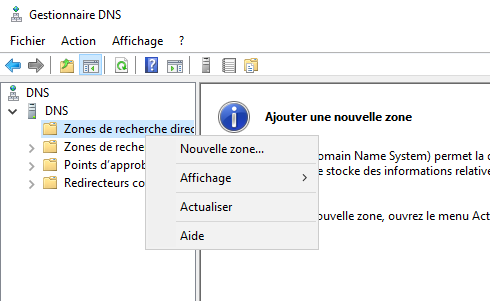 Gestionnaire DNS
Fichier Action Affichage ?
DNS
DNS
Zones de recherche direc
Zones de reche
Points d'approb
Redirecteurs co
Ajouter une nouvelle zone
omain Name System) permet la
stocke des informations relative
ouvelle zone, ouvrez le menu Act
Nouvelle zone...
Affichage
Actualiser
Aide